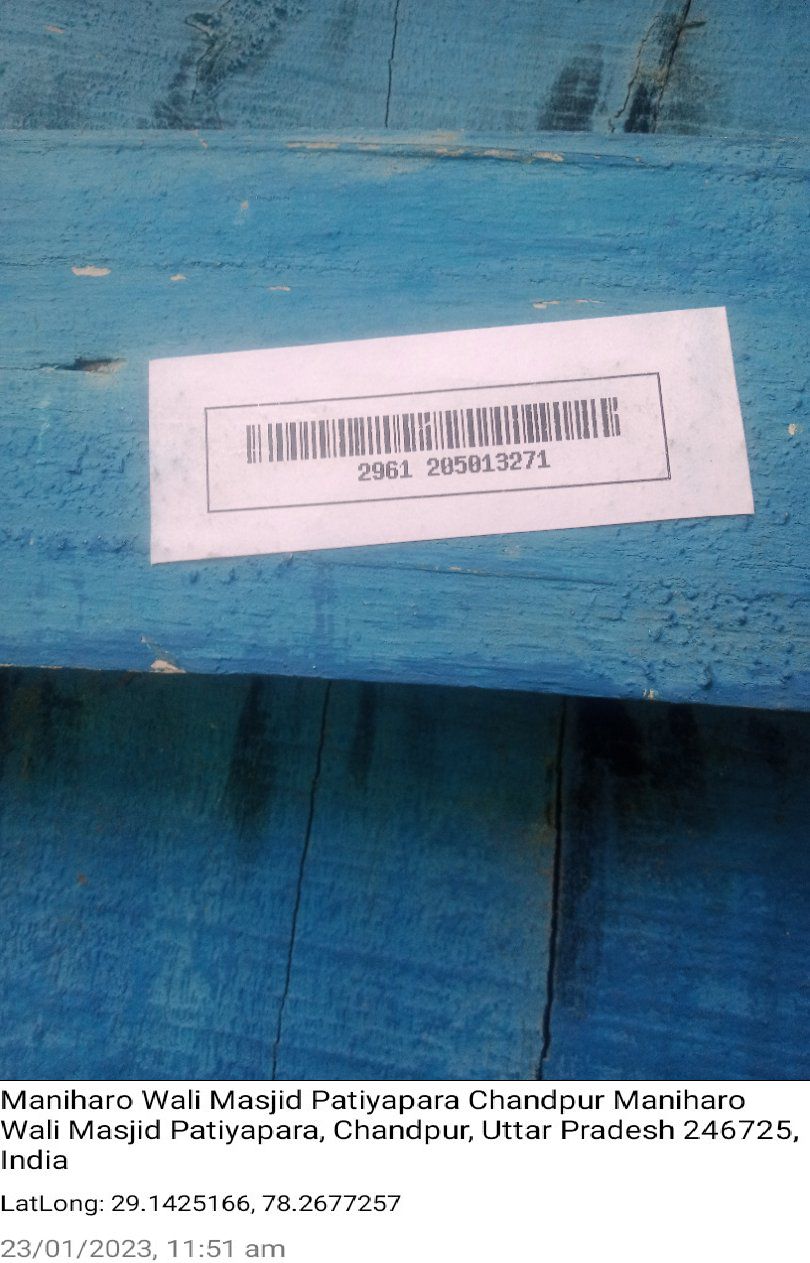 2961 205013271
Maniharo Wali Masjid Patiyapara Chandpur Maniharo
Wali Masjid Patiyapara, Chandpur, Uttar Pradesh 246725,
India
LatLong: 29.1425166, 78.2677257
23/01/2023, 11:51 am